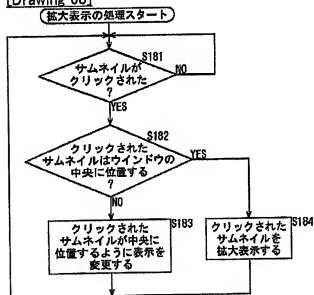 拡大表示の処理スタート
S181
サムネイルが
クリックされた
?
NO
YES
S182
クリックされた
サムネイルはウインドウの
中央に位置する
?
YES
NO
S183
クリックされた
サムネイルが中央に
位置するように表示を
変更する
S184
クリックされた
サムネイルを
拡大表示する